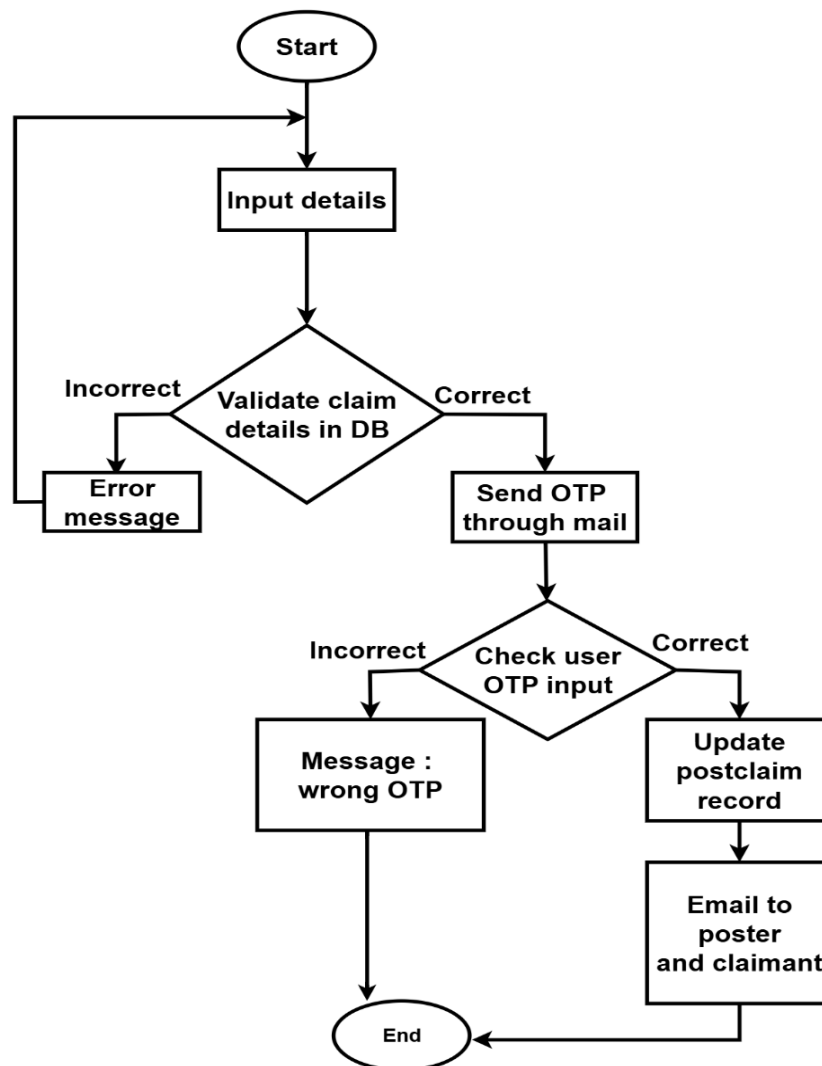 Start
Input details
Incorrect
Correct
Validate claim
details in DB
Error
message
Send OTP
through mail
Incorrect
Correct
Check user
OTP input
Message :
wrong OTP
Update
postclaim
record
Email to
poster
and claimant
End